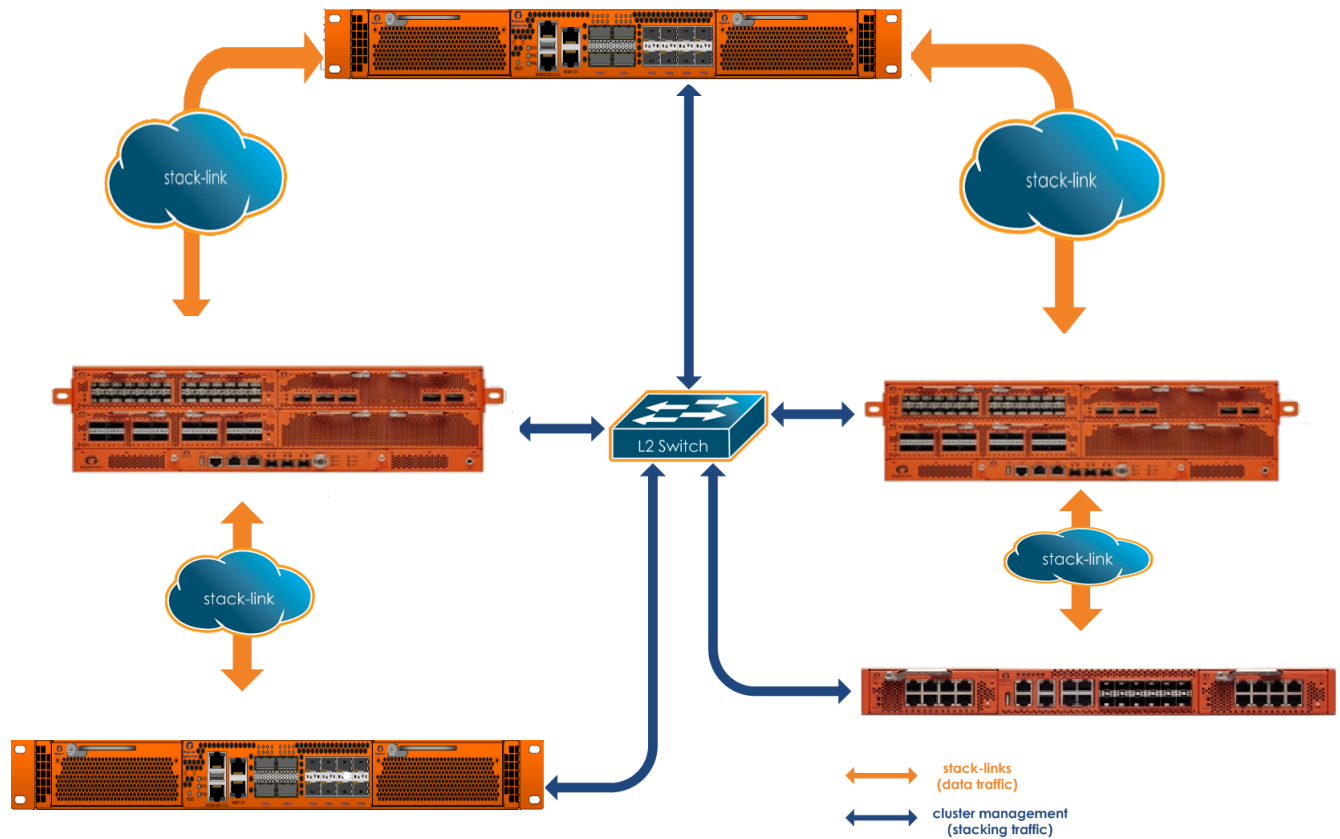 stack-link
stack-link
L2 Switch
stack-link
stack-link
stack-links
(data traffic)
cluster management
(stacking traffic)